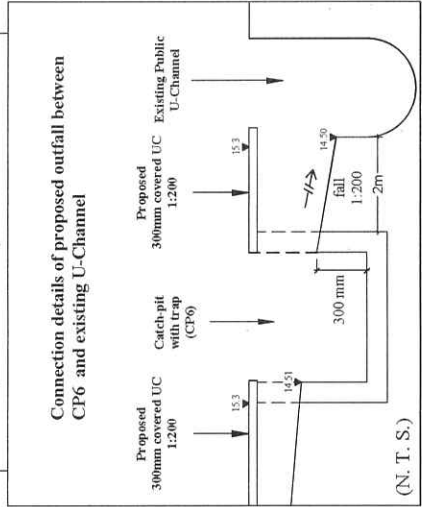 Connection details of proposed outfall between
CP6 and existing U-Channel
Proposed
300mm covered UC
1:200
Catch-pit
with trap
(CP6)
Proposed
300mm covered UC
1:200
Existing Public
U-Channel
15.3
14.51
15.3
14.50
300 mm
fall
1:200
2m
(N. T. S.)